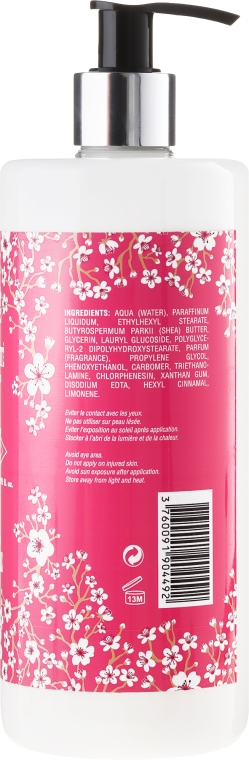 INGREDIENTS: AQUA (WATER), PARAFFINUM
LIQUIDUM, ETHYLHEXYL STEARATE,
BUTYROSPERMUM PARKII (SHEA) BUTTER,
GLYCERIN, LAURYL GLUCOSIDE, POLYGLYCE-
RYL-2 DIPOLYHYDROXYSTEARATE, PARFUM
(FRAGRANCE), PROPYLENE GLYCOL,
PHENOXYETHANOL, CARBOMER, TRIETHANO-
LAMINE, CHLORPHENESIN, XANTHAN GUM,
DISODIUM EDTA, HEXYL CINNAMAL,
LIMONENE.
Eviter le contact avec les yeux.
Ne pas utiliser sur peau lésée.
Eviter l'exposition au soleil après application.
Stocker à l'abri de la lumière et de la chaleur.
Avoid eye area.
Do not apply on injured skin.
Avoid sun exposure after application.
Store away from light and heat.
13M
3 760091 904492